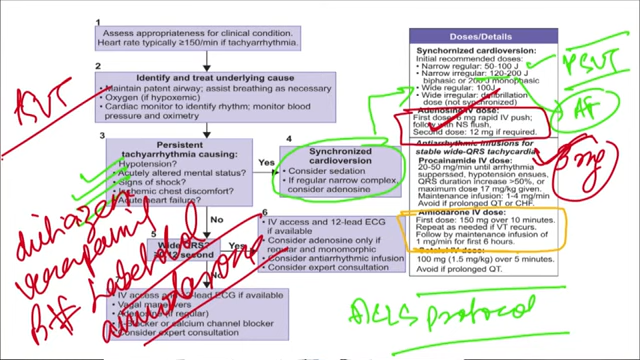 1
Assess appropriateness for clinical condition.
Heart rate typically ≥150/min if tachyarrhythmia.
2
Identify and treat underlying cause
• Maintain patent airway; assist breathing as necessary
• Oxygen (if hypoxemic)
• Cardiac monitor to identify rhythm; monitor blood
pressure and oximetry
3
Persistent
tachyarrhythmia causing:
• Hypotension?
• Acutely altered mental status?
• Signs of shock?
• Ischemic chest discomfort?
• Acute heart failure?
Yes
4
Synchronized
cardioversion
• Consider sedation
• If regular narrow complex,
consider adenosine
No
5
Wide QRS?
≥0.12 second
Yes
6
• IV access and 12-lead ECG
if available
• Consider adenosine only if
regular and monomorphic
• Consider antiarrhythmic infusion
• Consider expert consultation
No
• IV access and 12-lead ECG if available
• Vagal maneuvers
• Adenosine (if regular)
• β-Blocker or calcium channel blocker
• Consider expert consultation
Doses/Details
Synchronized cardioversion:
Initial recommended doses:
• Narrow regular: 50-100 J
• Narrow irregular: 120-200 J
biphasic or 200 J monophasic
• Wide regular: 100 J
• Wide irregular: defibrillation
dose (not synchronized)
Adenosine IV dose:
First dose: 6 mg rapid IV push;
follow with NS flush.
Second dose: 12 mg if required.
Antiarrhythmic infusions for
stable wide-QRS tachycardia
Procainamide IV dose:
20-50 mg/min until arrhythmia
suppressed, hypotension ensues,
QRS duration increase >50%, or
maximum dose 17 mg/kg given.
Maintenance infusion: 1-4 mg/min
Avoid if prolonged QT or CHF.
Amiodarone IV dose:
First dose: 150 mg over 10 minutes.
Repeat as needed if VT recurs.
Follow by maintenance infusion of
1 mg/min for first 6 hours.
100 mg (1.5 mg/kg) over 5 minutes.
Avoid if prolonged QT.
PSVT
AF
mg
verapamil
Labetalol
amiodarone
ACLS protocol